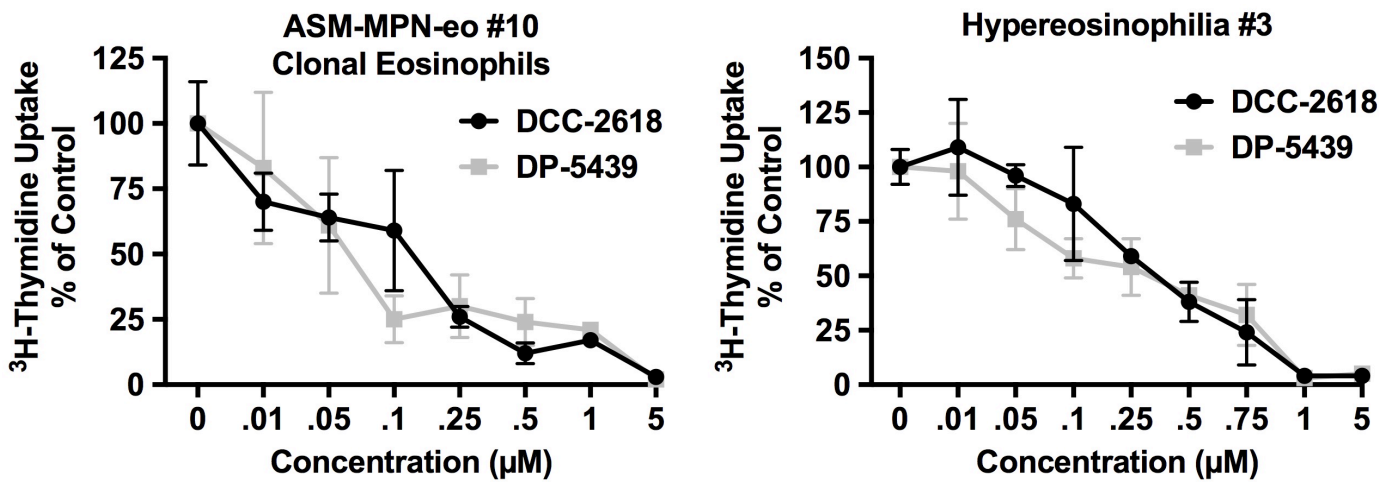 ASM-MPN-eo #10
Clonal Eosinophils
³H-Thymidine Uptake
% of Control
125
100
75
50
25
0
DCC-2618
DP-5439
0 .01 .05 .1 .25 .5 1 5
Concentration (µM)
Hypereosinophilia #3
³H-Thymidine Uptake
% of Control
150
125
100
75
50
25
0
DCC-2618
DP-5439
0 .01 .05 .1 .25 .5 .75 1 5
Concentration (µM)